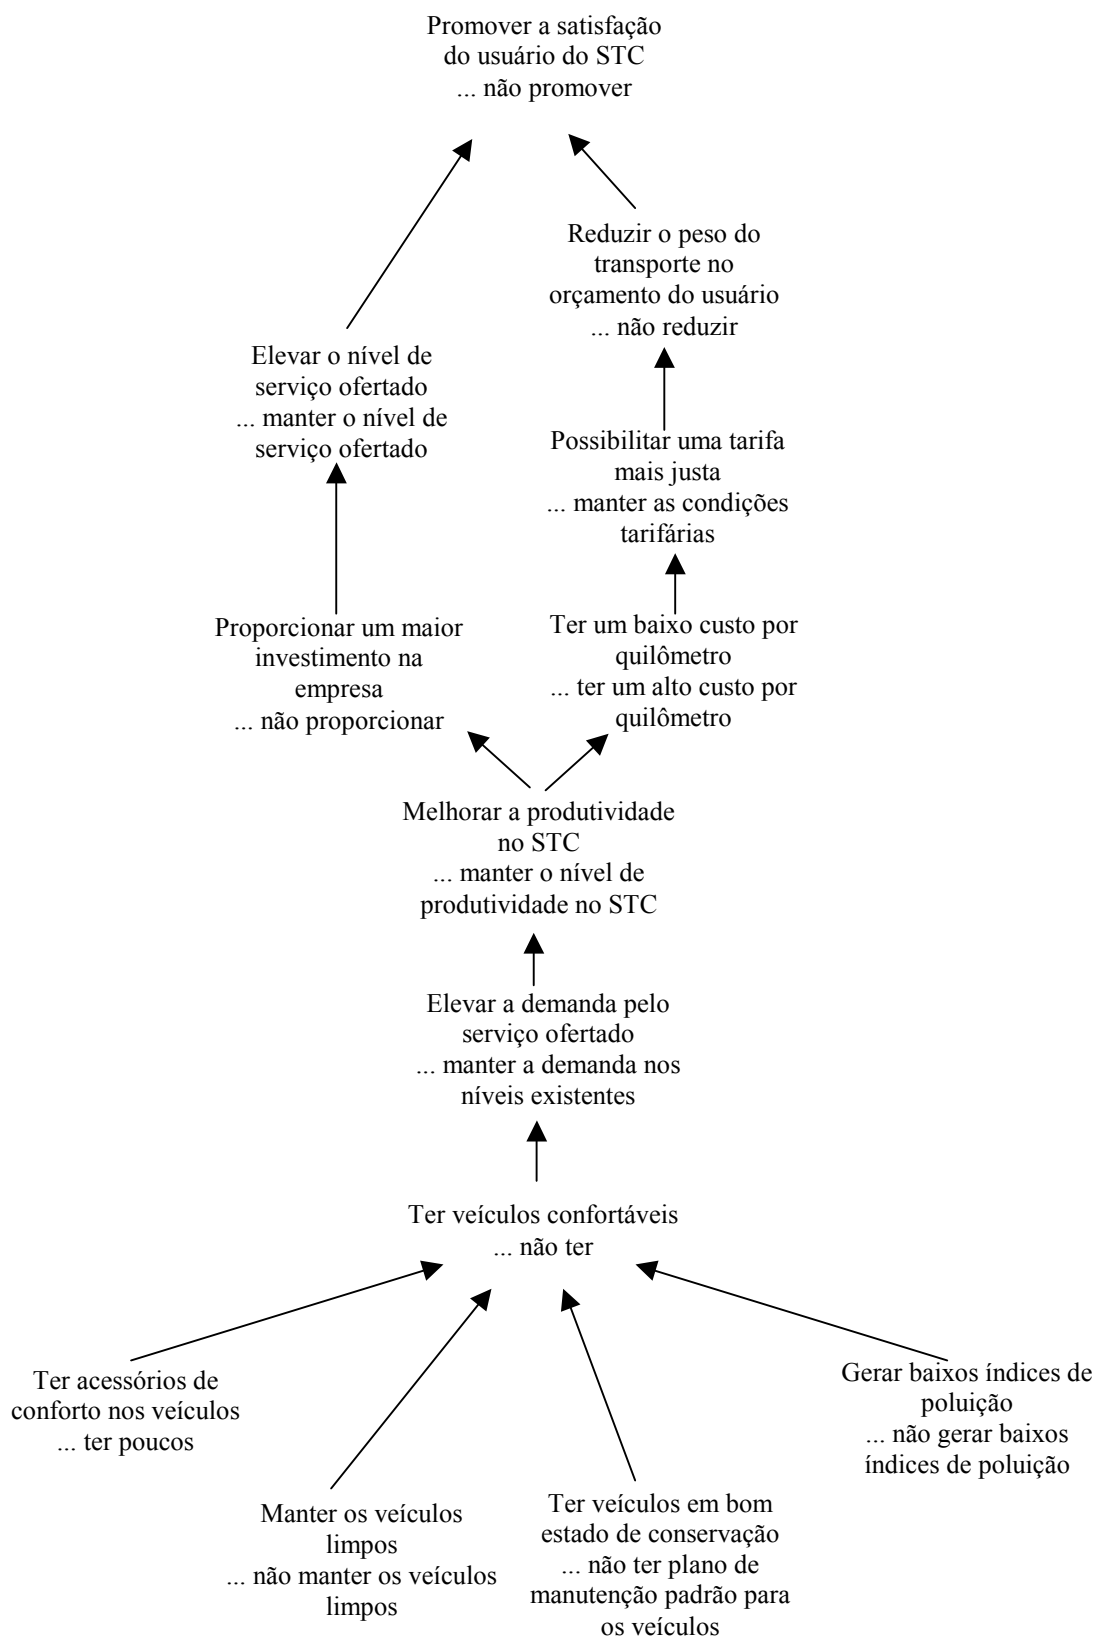 Promover a satisfação
do usuário do STC
... não promover
Reduzir o peso do
transporte no
orçamento do usuário
... não reduzir
Elevar o nível de
serviço ofertado
... manter o nível de
serviço ofertado
Possibilitar uma tarifa
mais justa
... manter as condições
tarifárias
Proporcionar um maior
investimento na
empresa
... não proporcionar
Ter um baixo custo por
quilômetro
... ter um alto custo por
quilômetro
Melhorar a produtividade
no STC
... manter o nível de
produtividade no STC
Elevar a demanda pelo
serviço ofertado
... manter a demanda nos
níveis existentes
Ter veículos confortáveis
... não ter
Ter acessórios de
conforto nos veículos
... ter poucos
Manter os veículos
limpos
... não manter os veículos
limpos
Ter veículos em bom
estado de conservação
... não ter plano de
manutenção padrão para
os veículos
Gerar baixos índices de
poluição
... não gerar baixos
índices de poluição